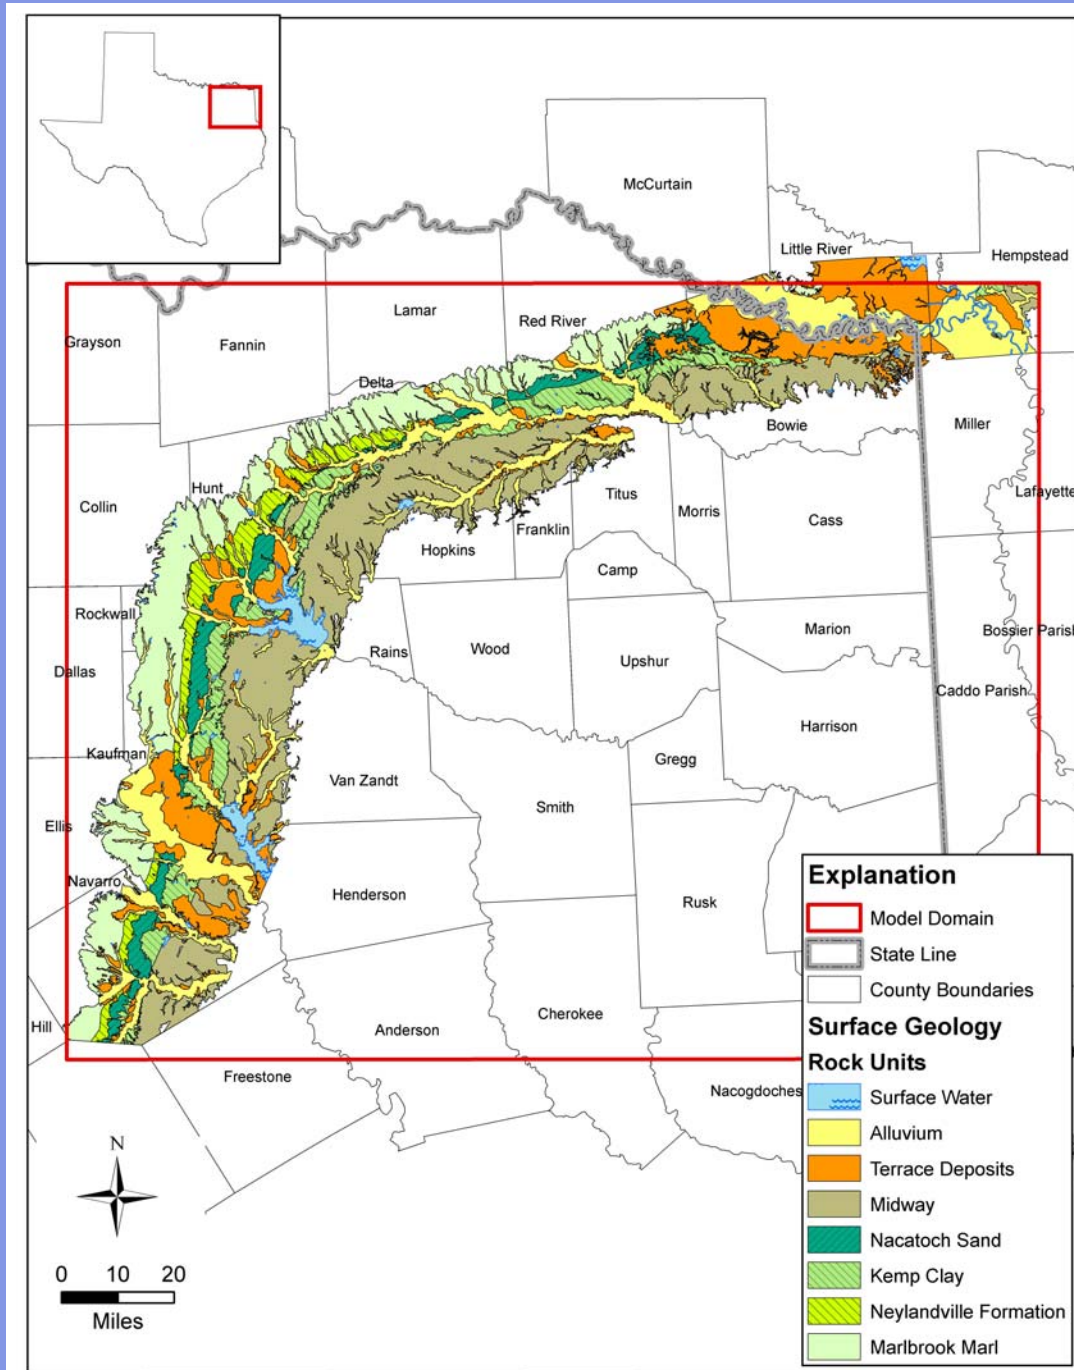 McCurtain
Little River
Hempstead
Lamar
Red River
Grayson
Fannin
Delta
Bowie
Miller
Collin
Hunt
Titus
Morris
Cass
Lafayette
Franklin
Hopkins
Camp
Rockwall
Marion
Bossier Parish
Rains
Wood
Upshur
Dallas
Caddo Parish
Harrison
Kaufman
Gregg
Van Zandt
Smith
Ellis
Navarro
Henderson
Rusk
Hill
Anderson
Cherokee
Freestone
Nacogdoches
N
0 10 20
Miles
Explanation
Model Domain
State Line
County Boundaries
Surface Geology
Rock Units
Surface Water
Alluvium
Terrace Deposits
Midway
Nacatoch Sand
Kemp Clay
Neylandville Formation
Marlbrook Marl